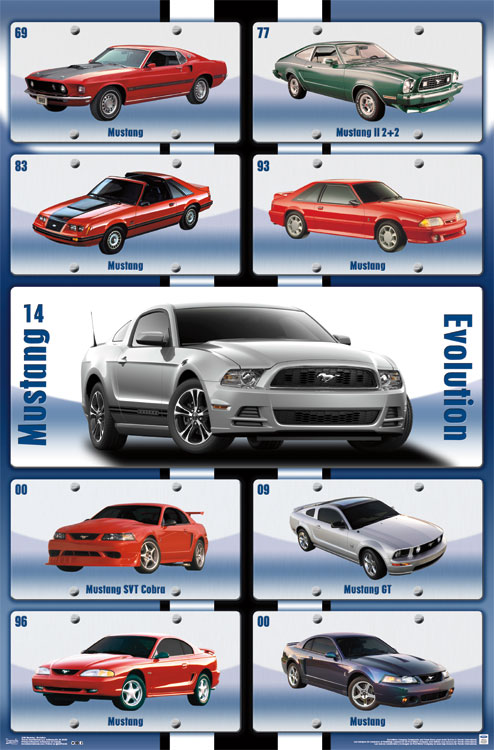 69
Mustang
77
Mustang II 2+2
83
Mustang
93
Mustang
Mustang 14
Evolution
00
Mustang SVT Cobra
09
Mustang GT
96
Mustang
00
Mustang